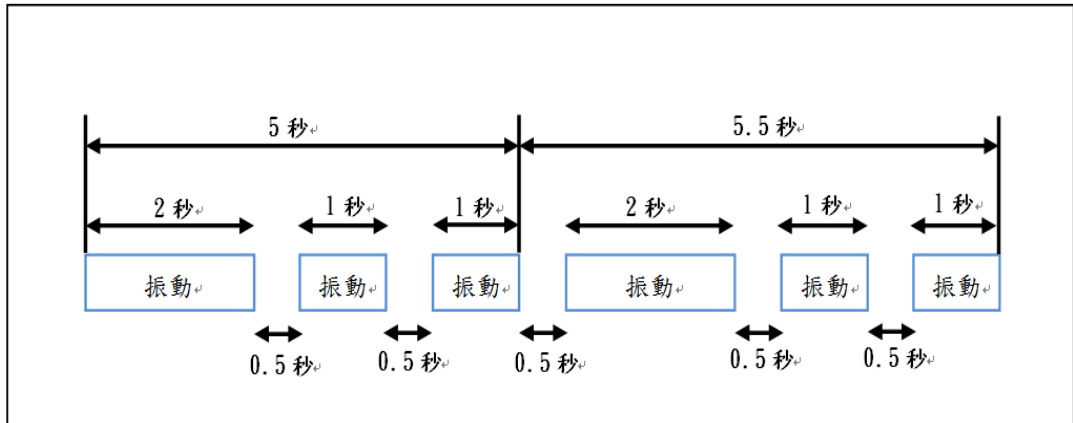 5 秒 5.5 秒
2 秒 1 秒 1 秒 2 秒 1 秒 1 秒
振動 振動 振動 振動 振動 振動
0.5 秒 0.5 秒 0.5 秒 0.5 秒 0.5 秒